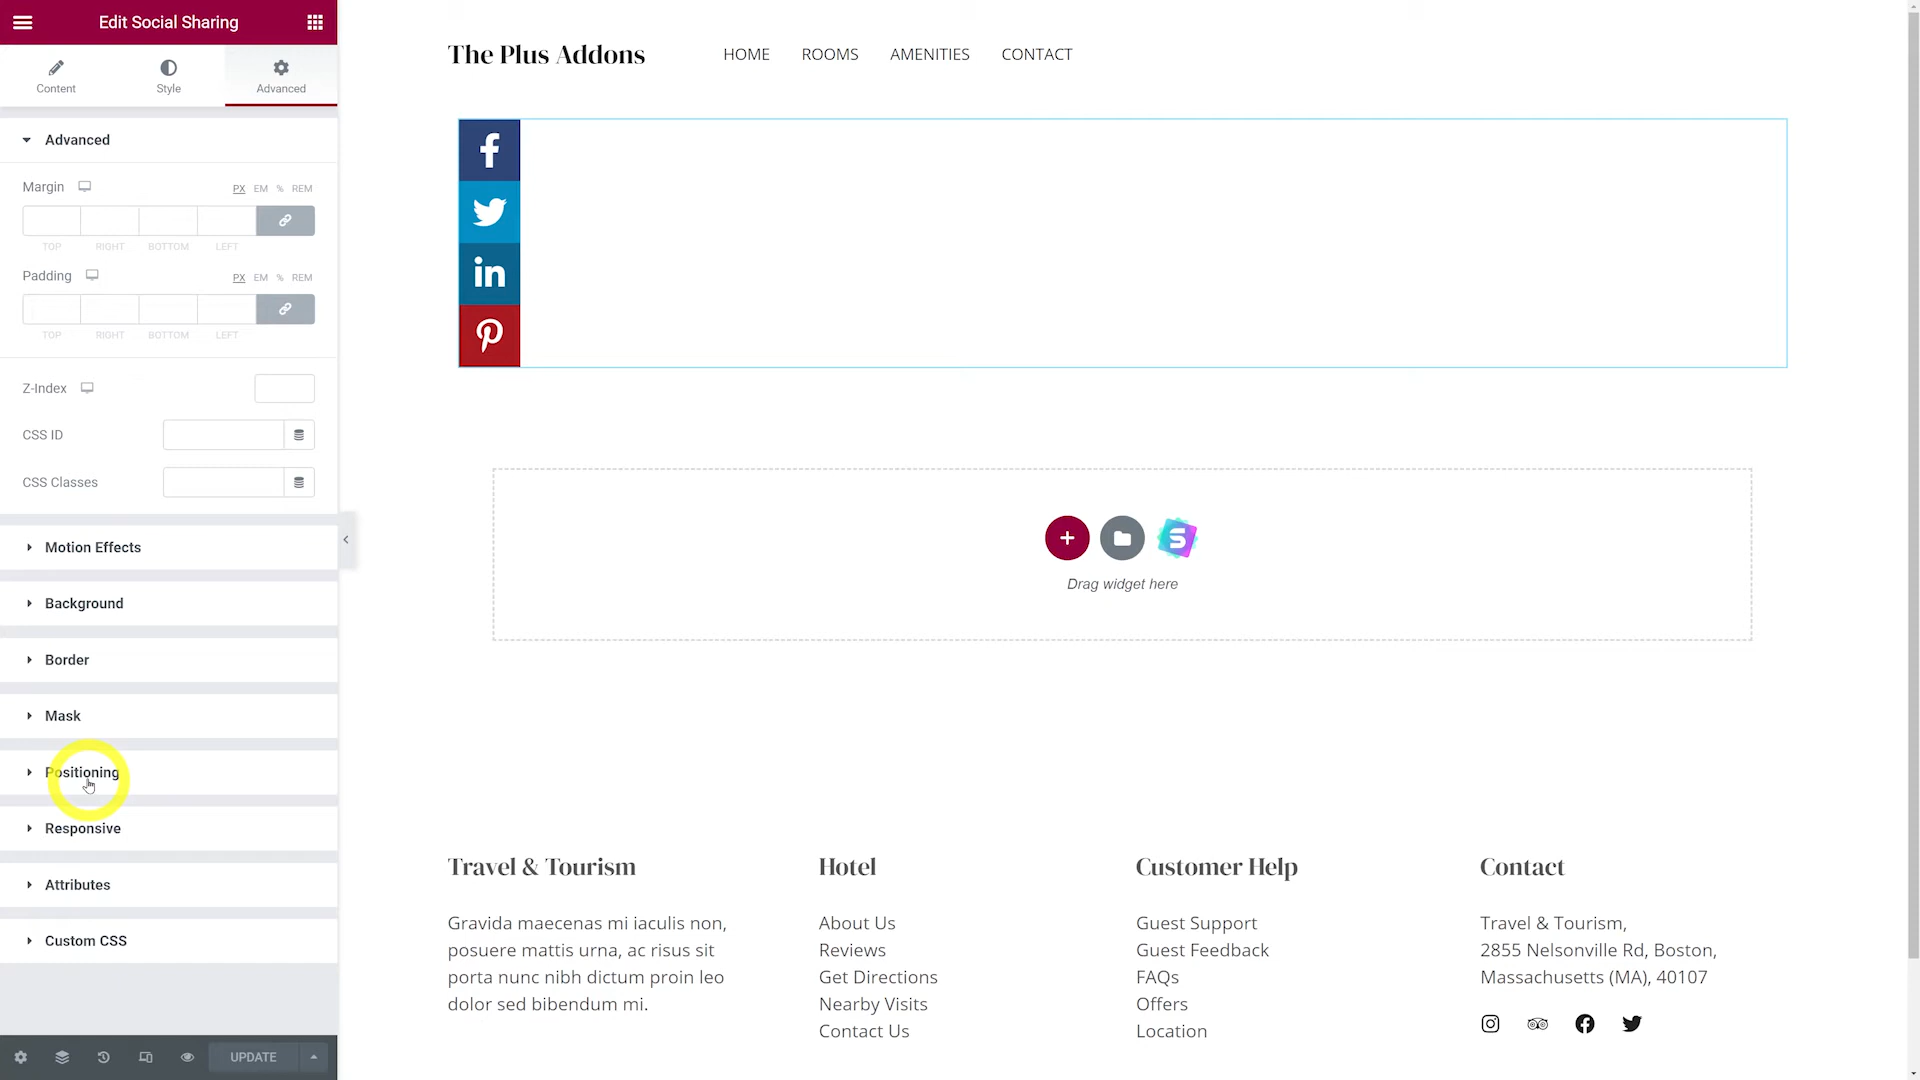 Edit Social Sharing
Content
Style
Advanced
Advanced
Margin
PX EM % REM
TOP RIGHT BOTTOM LEFT
Padding
PX EM % REM
TOP RIGHT BOTTOM LEFT
Z-Index
CSS ID
CSS Classes
Motion Effects
Background
Border
Mask
Positioning
Responsive
Attributes
Custom CSS
UPDATE
The Plus Addons
HOME ROOMS AMENITIES CONTACT
Drag widget here
Travel & Tourism
Gravida maecenas mi iaculis non,
posuere mattis urna, ac risus sit
porta nunc nibh dictum proin leo
dolor sed bibendum mi.
Hotel
About Us
Reviews
Get Directions
Nearby Visits
Contact Us
Customer Help
Guest Support
Guest Feedback
FAQs
Offers
Location
Contact
Travel & Tourism,
2855 Nelsonville Rd, Boston,
Massachusetts (MA), 40107